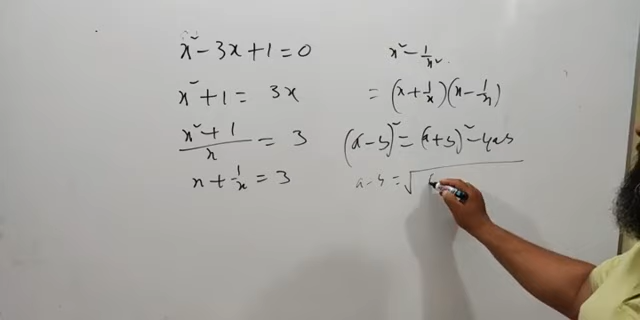 x² - 3x + 1 = 0
x² + 1 = 3x
x² + 1 / x = 3
x + 1/x = 3
x² - 1/x²
= (x + 1/x)(x - 1/x)
(a - b)² = (a + b)² - 4ab
a - b = √(